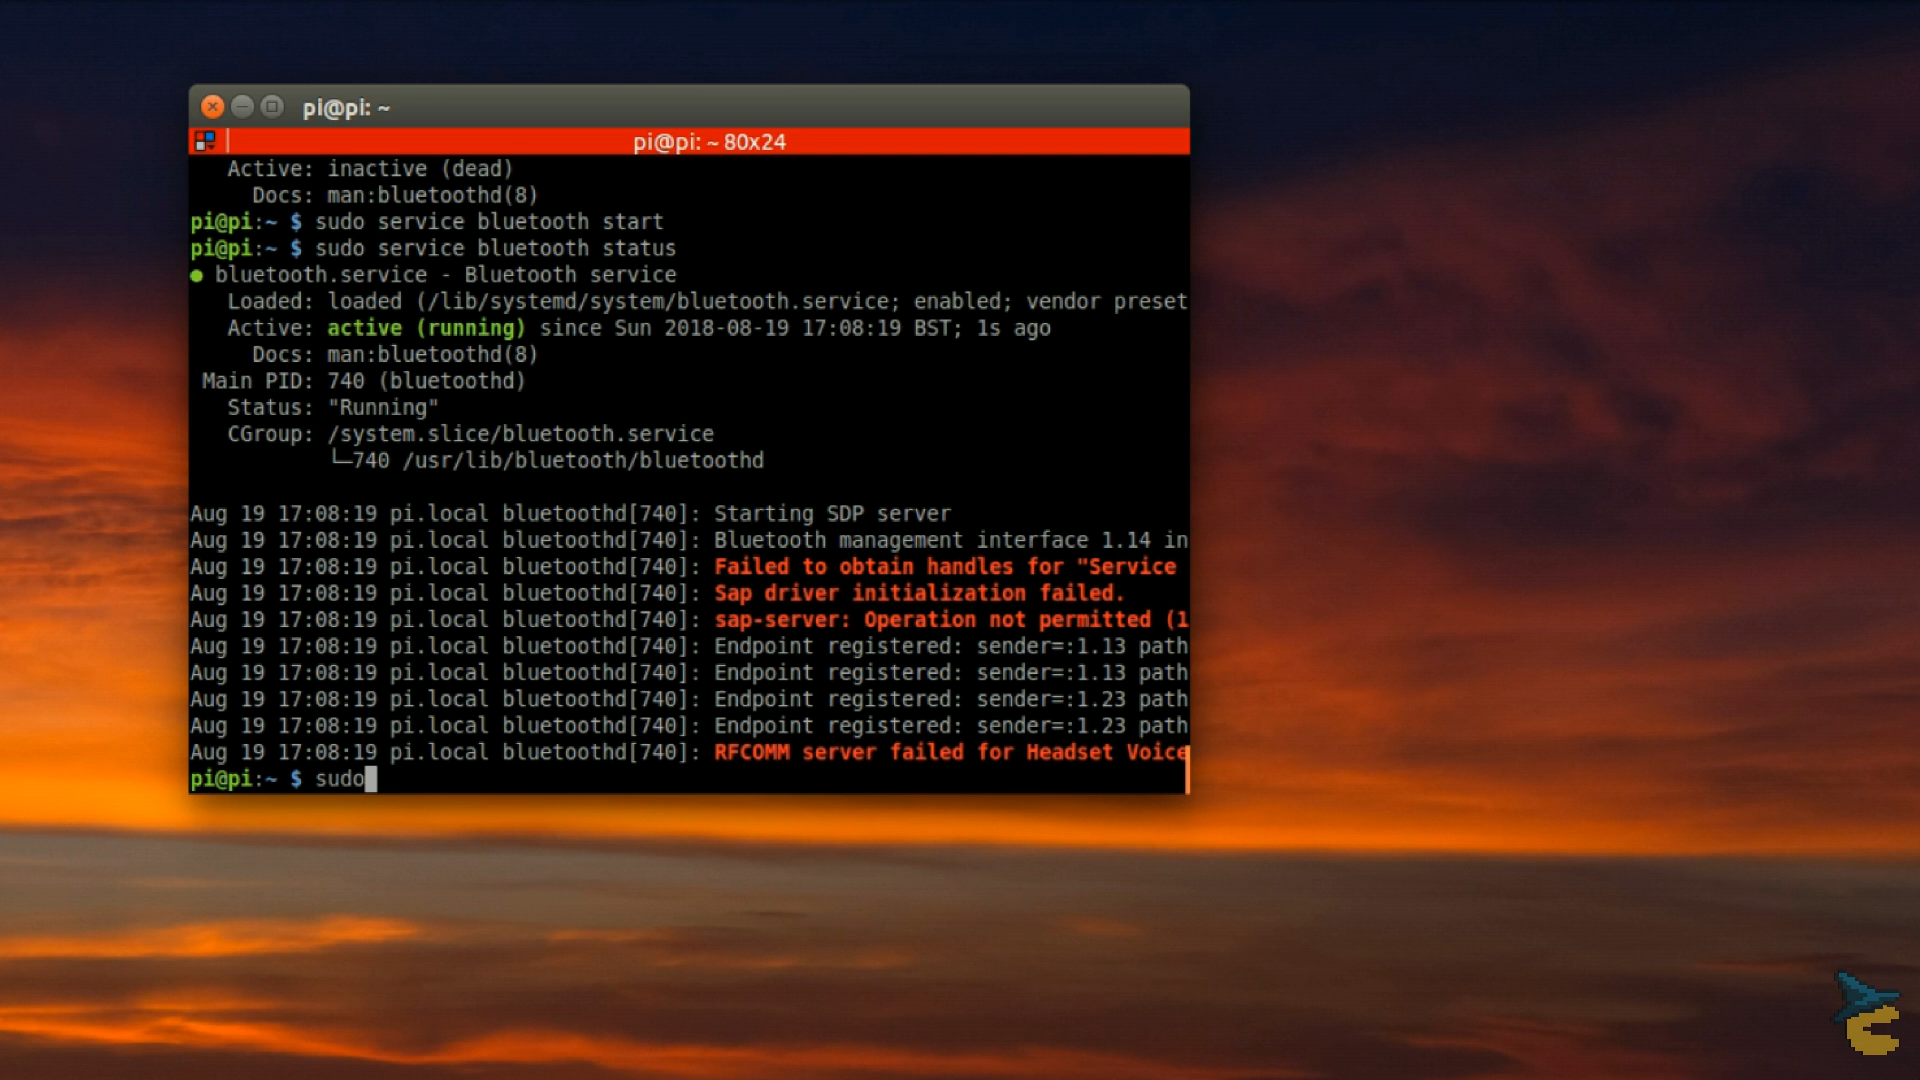 pi@pi: ~
pi@pi: ~ 80x24
Active: inactive (dead)
Docs: man:bluetoothd(8)
pi@pi:~ $ sudo service bluetooth start
pi@pi:~ $ sudo service bluetooth status
● bluetooth.service - Bluetooth service
Loaded: loaded (/lib/systemd/system/bluetooth.service; enabled; vendor preset
Active: active (running) since Sun 2018-08-19 17:08:19 BST; 1s ago
Docs: man:bluetoothd(8)
Main PID: 740 (bluetoothd)
Status: "Running"
CGroup: /system.slice/bluetooth.service
└─740 /usr/lib/bluetooth/bluetoothd
Aug 19 17:08:19 pi.local bluetoothd[740]: Starting SDP server
Aug 19 17:08:19 pi.local bluetoothd[740]: Bluetooth management interface 1.14 in
Aug 19 17:08:19 pi.local bluetoothd[740]: Failed to obtain handles for "Service
Aug 19 17:08:19 pi.local bluetoothd[740]: Sap driver initialization failed.
Aug 19 17:08:19 pi.local bluetoothd[740]: sap-server: Operation not permitted (1
Aug 19 17:08:19 pi.local bluetoothd[740]: Endpoint registered: sender=:1.13 path
Aug 19 17:08:19 pi.local bluetoothd[740]: Endpoint registered: sender=:1.13 path
Aug 19 17:08:19 pi.local bluetoothd[740]: Endpoint registered: sender=:1.23 path
Aug 19 17:08:19 pi.local bluetoothd[740]: Endpoint registered: sender=:1.23 path
Aug 19 17:08:19 pi.local bluetoothd[740]: RFCOMM server failed for Headset Voice
pi@pi:~ $ sudo